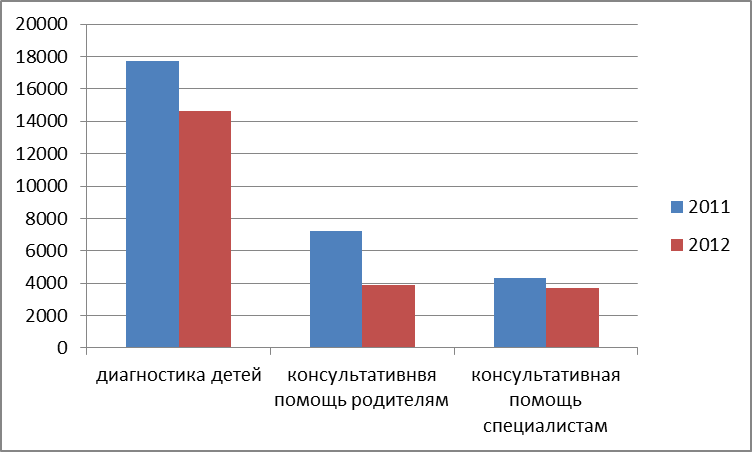 20000
18000
16000
14000
12000
10000
8000
6000
4000
2000
0
диагностика детей
консультативнвя
помощь родителям
консультативная
помощь
специалистам
2011
2012